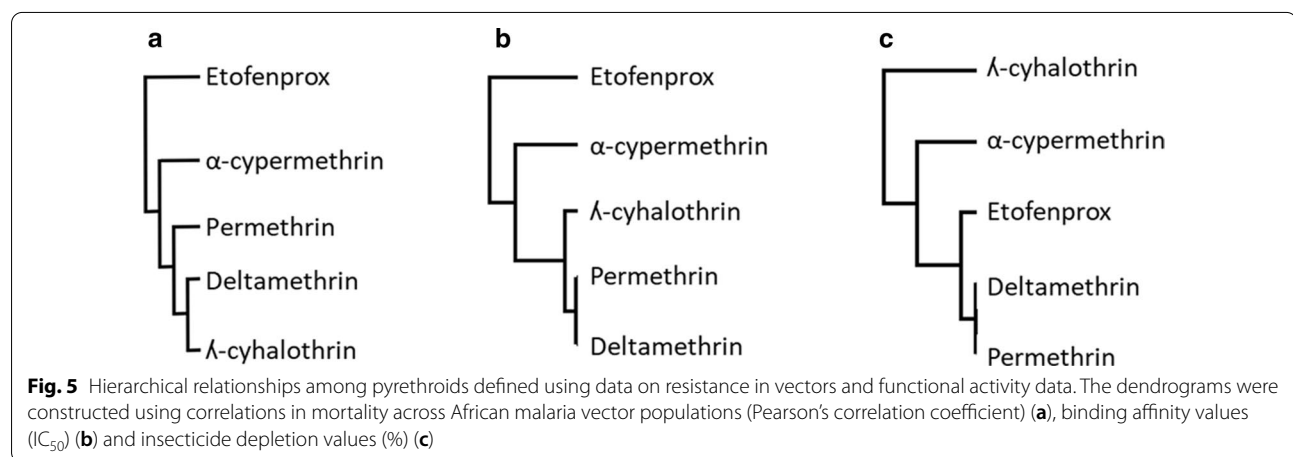 a
Etofenprox
α-cypermethrin
Permethrin
Deltamethrin
ʎ-cyhalothrin
b
Etofenprox
α-cypermethrin
ʎ-cyhalothrin
Permethrin
Deltamethrin
c
ʎ-cyhalothrin
α-cypermethrin
Etofenprox
Deltamethrin
Permethrin
Fig. 5 Hierarchical relationships among pyrethroids defined using data on resistance in vectors and functional activity data. The dendrograms were
constructed using correlations in mortality across African malaria vector populations (Pearson’s correlation coefficient) (a), binding affinity values
(IC50) (b) and insecticide depletion values (%) (c)